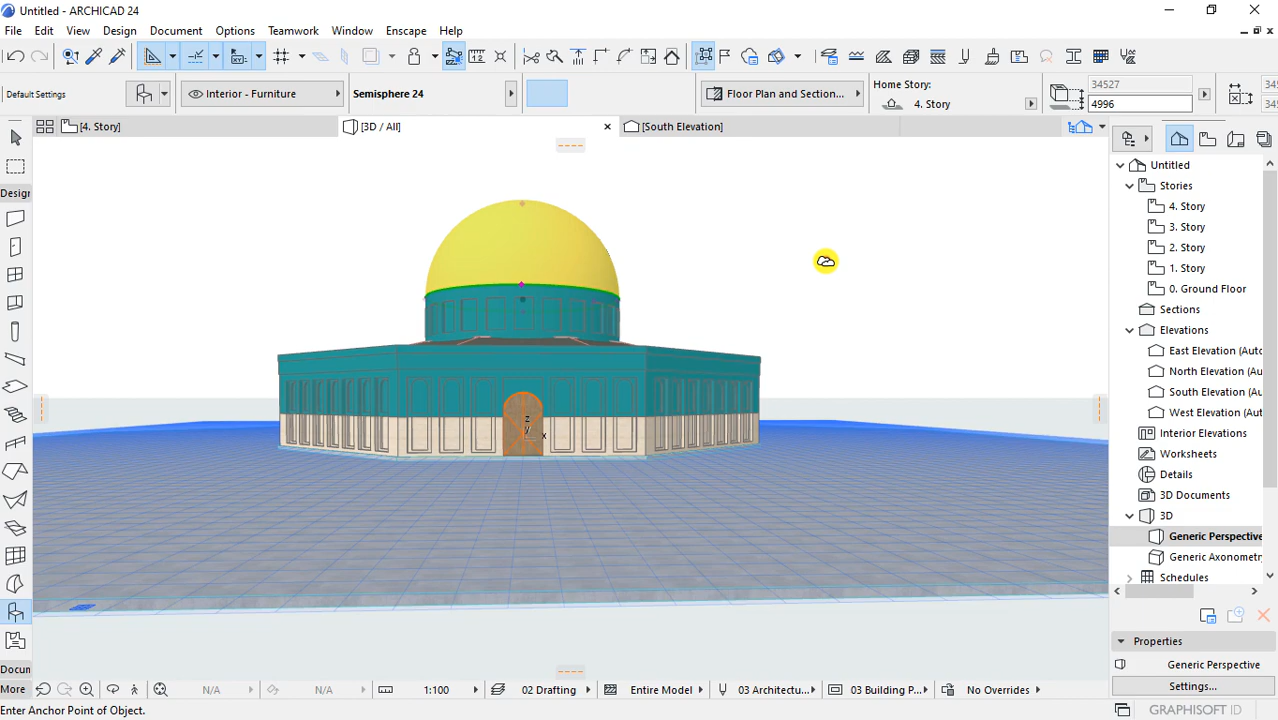 Untitled - ARCHICAD 24
File Edit View Design Document Options Teamwork Window Enscape Help
Default Settings
Interior - Furniture
Semisphere 24
Floor Plan and Section...
Home Story:
4. Story
34527
4996
[4. Story]
[3D / All]
[South Elevation]
Design
z
y
x
Untitled
Stories
4. Story
3. Story
2. Story
1. Story
0. Ground Floor
Sections
Elevations
East Elevation (Auto
North Elevation (Au
South Elevation (Au
West Elevation (Aut
Interior Elevations
Worksheets
Details
3D Documents
3D
Generic Perspective
Generic Axonometry
Schedules
Properties
Generic Perspective
Settings...
Docun
More
N/A
N/A
1:100
02 Drafting
Entire Model
03 Architectu...
03 Building P...
No Overrides
Enter Anchor Point of Object.
GRAPHISOFT ID